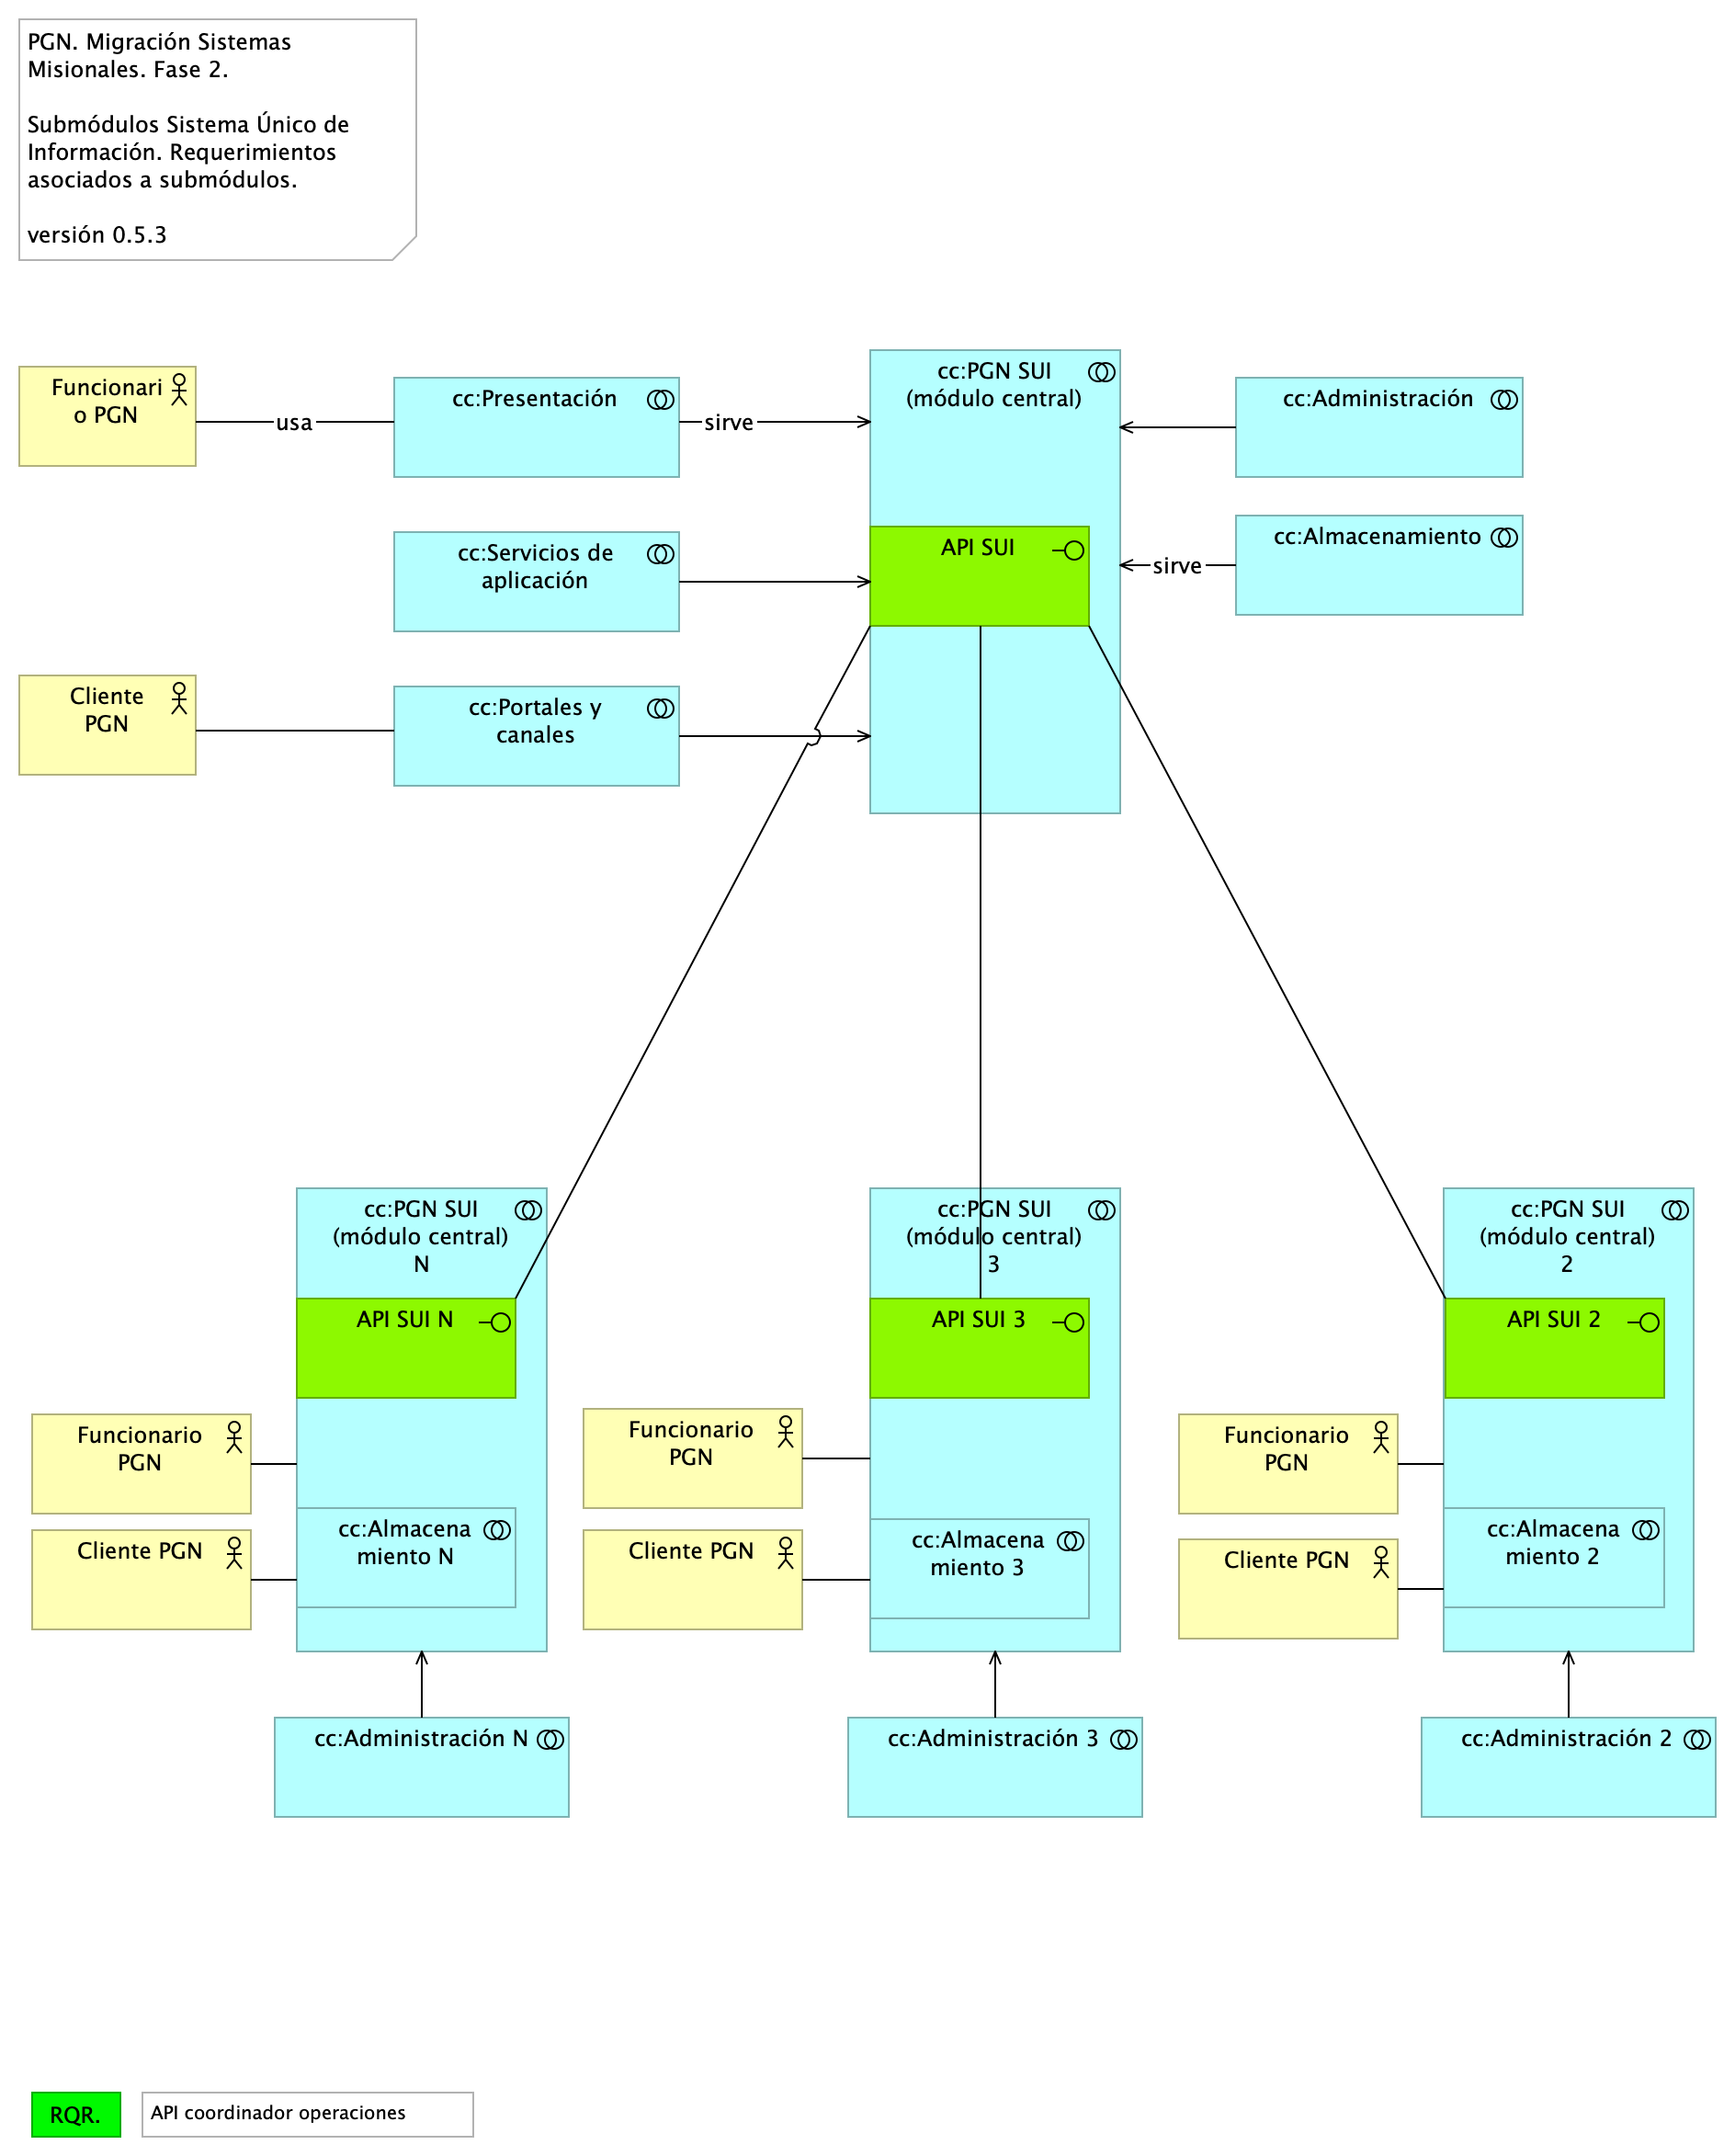 PGN. Migración Sistemas
Misionales. Fase 2.
Submódulos Sistema Único de
Información. Requerimientos
asociados a submódulos.
versión 0.5.3
Funcionari
o PGN
usa
cc:Presentación
sirve
cc:PGN SUI
(módulo central)
cc:Administración
cc:Servicios de
aplicación
API SUI
cc:Almacenamiento
sirve
Cliente
PGN
cc:Portales y
canales
cc:PGN SUI
(módulo central)
N
API SUI N
Funcionario
PGN
Cliente PGN
cc:Almacena
miento N
cc:Administración N
cc:PGN SUI
(módulo central)
3
API SUI 3
Funcionario
PGN
Cliente PGN
cc:Almacena
miento 3
cc:Administración 3
cc:PGN SUI
(módulo central)
2
API SUI 2
Funcionario
PGN
Cliente PGN
cc:Almacena
miento 2
cc:Administración 2
RQR.
API coordinador operaciones